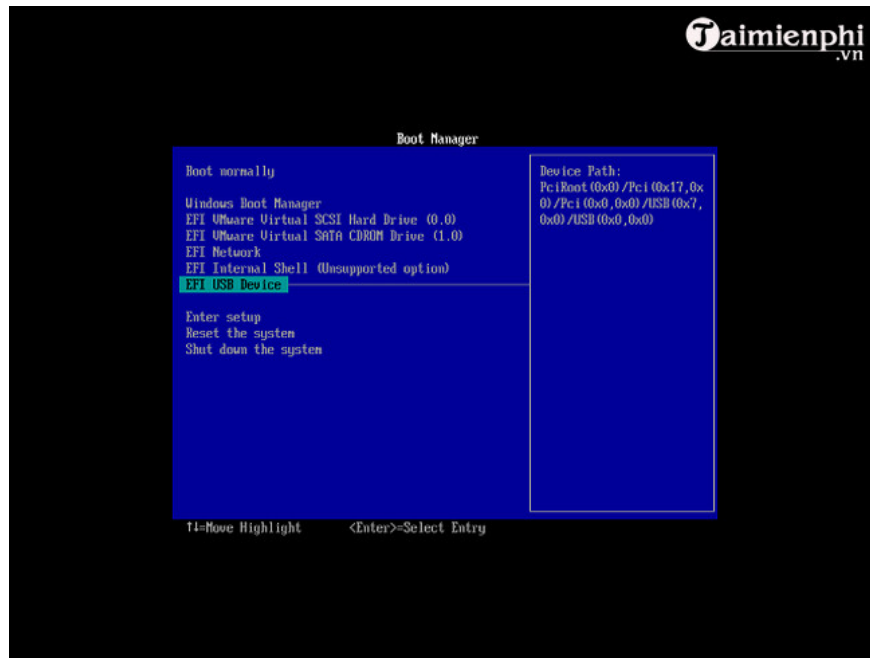 Taimienphi
.vn
Boot Manager
Boot normally
Windows Boot Manager
EFI VMware Virtual SCSI Hard Drive (0.0)
EFI VMware Virtual SATA CDROM Drive (1.0)
EFI Network
EFI Internal Shell (Unsupported option)
EFI USB Device
Enter setup
Reset the system
Shut down the system
Device Path:
PciRoot(0x0)/Pci(0x17,0x
0)/Pci(0x0,0x0)/USB(0x7,
0x0)/USB(0x0,0x0)
↑↓=Move Highlight <Enter>=Select Entry